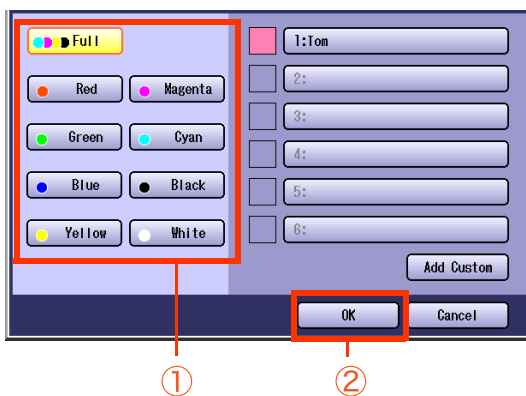 Full
Red
Magenta
Green
Cyan
Blue
Black
Yellow
White
1:Tom
2:
3:
4:
5:
6:
Add Custom
OK
Cancel
①
②